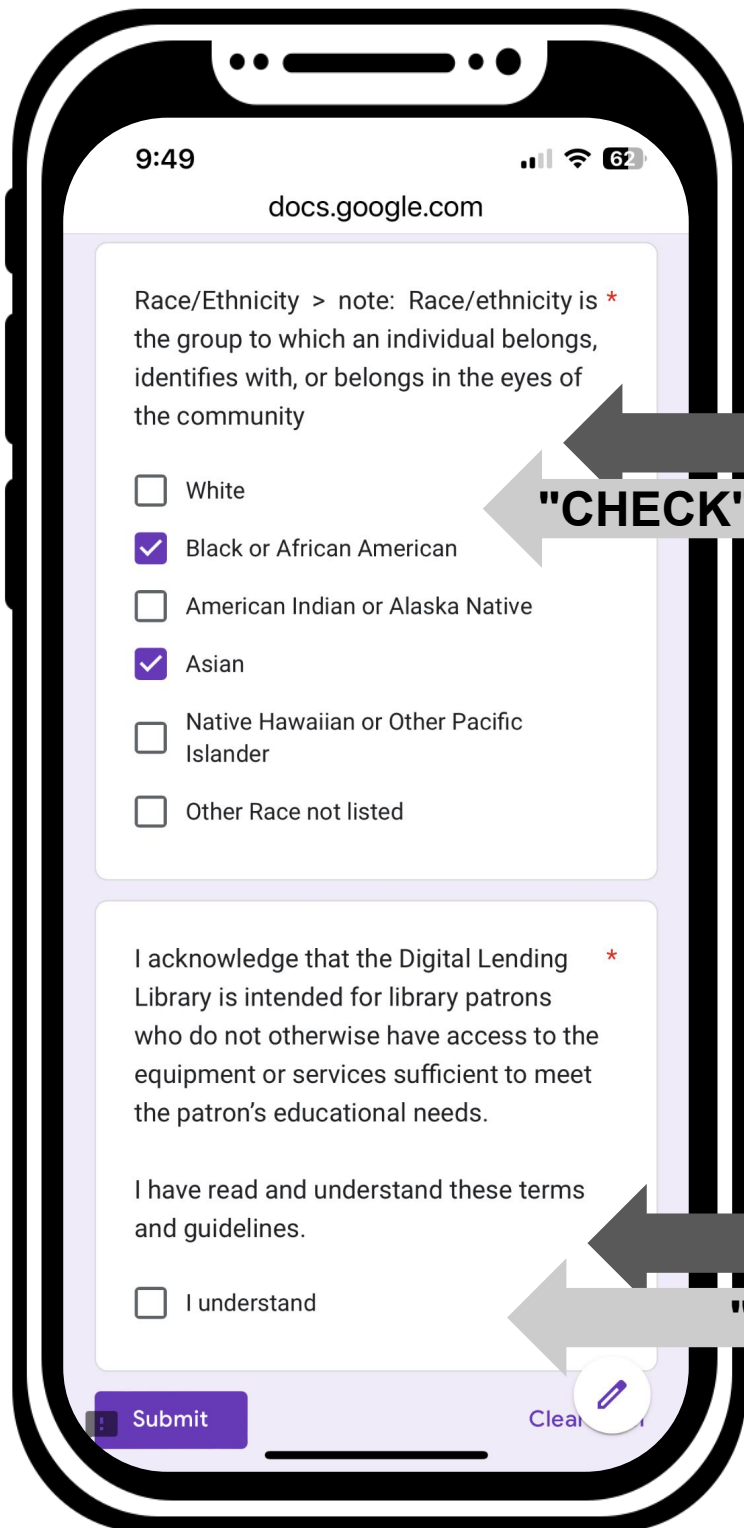 9:49 62
docs.google.com
Race/Ethnicity > note: Race/ethnicity is *
the group to which an individual belongs,
identifies with, or belongs in the eyes of
the community
White
"CHECK"
Black or African American
American Indian or Alaska Native
Asian
Native Hawaiian or Other Pacific
Islander
Other Race not listed
I acknowledge that the Digital Lending *
Library is intended for library patrons
who do not otherwise have access to the
equipment or services sufficient to meet
the patron’s educational needs.
I have read and understand these terms
and guidelines.
I understand
Submit